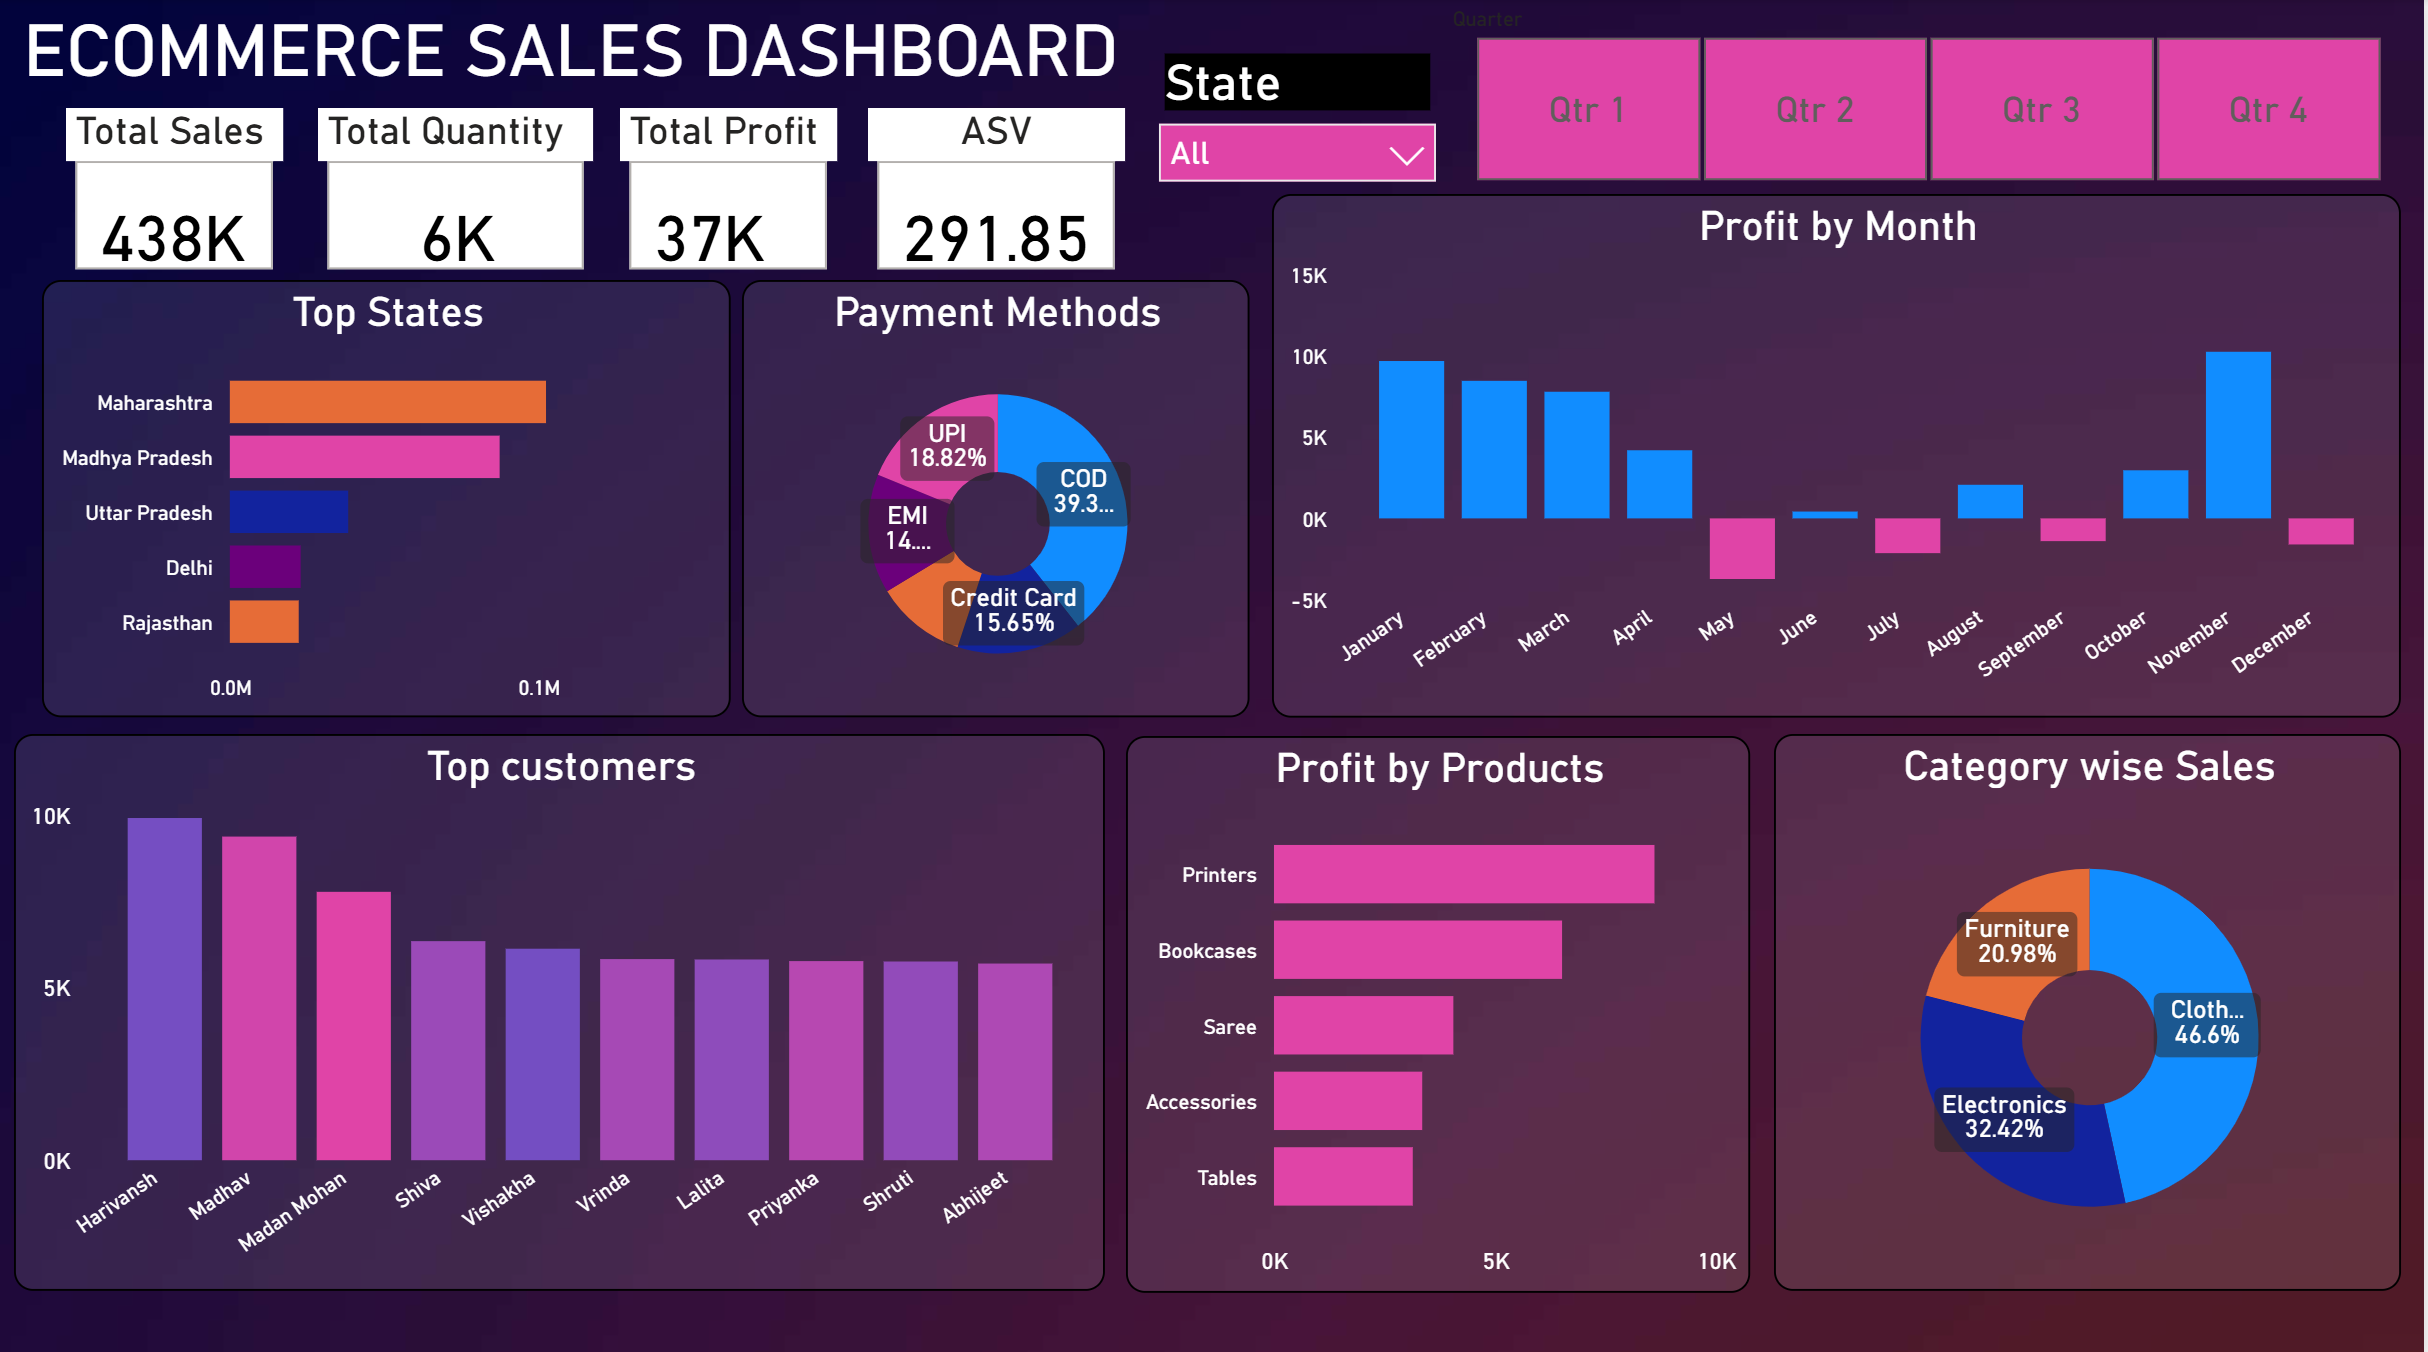 ECOMMERCE SALES DASHBOARD
Quarter
State
All
Qtr 1
Qtr 2
Qtr 3
Qtr 4
Total Sales
438K
Total Quantity
6K
Total Profit
37K
ASV
291.85
Top States
Maharashtra
Madhya Pradesh
Uttar Pradesh
Delhi
Rajasthan
0.0M
0.1M
Payment Methods
UPI
18.82%
COD
39.3...
EMI
14....
Credit Card
15.65%
Profit by Month
15K
10K
5K
0K
-5K
January
February
March
April
May
June
July
August
September
October
November
December
Top customers
10K
5K
0K
Harivansh
Madhav
Madan Mohan
Shiva
Vishakha
Vrinda
Lalita
Priyanka
Shruti
Abhijeet
Profit by Products
Printers
Bookcases
Saree
Accessories
Tables
0K
5K
10K
Category wise Sales
Furniture
20.98%
Cloth...
46.6%
Electronics
32.42%